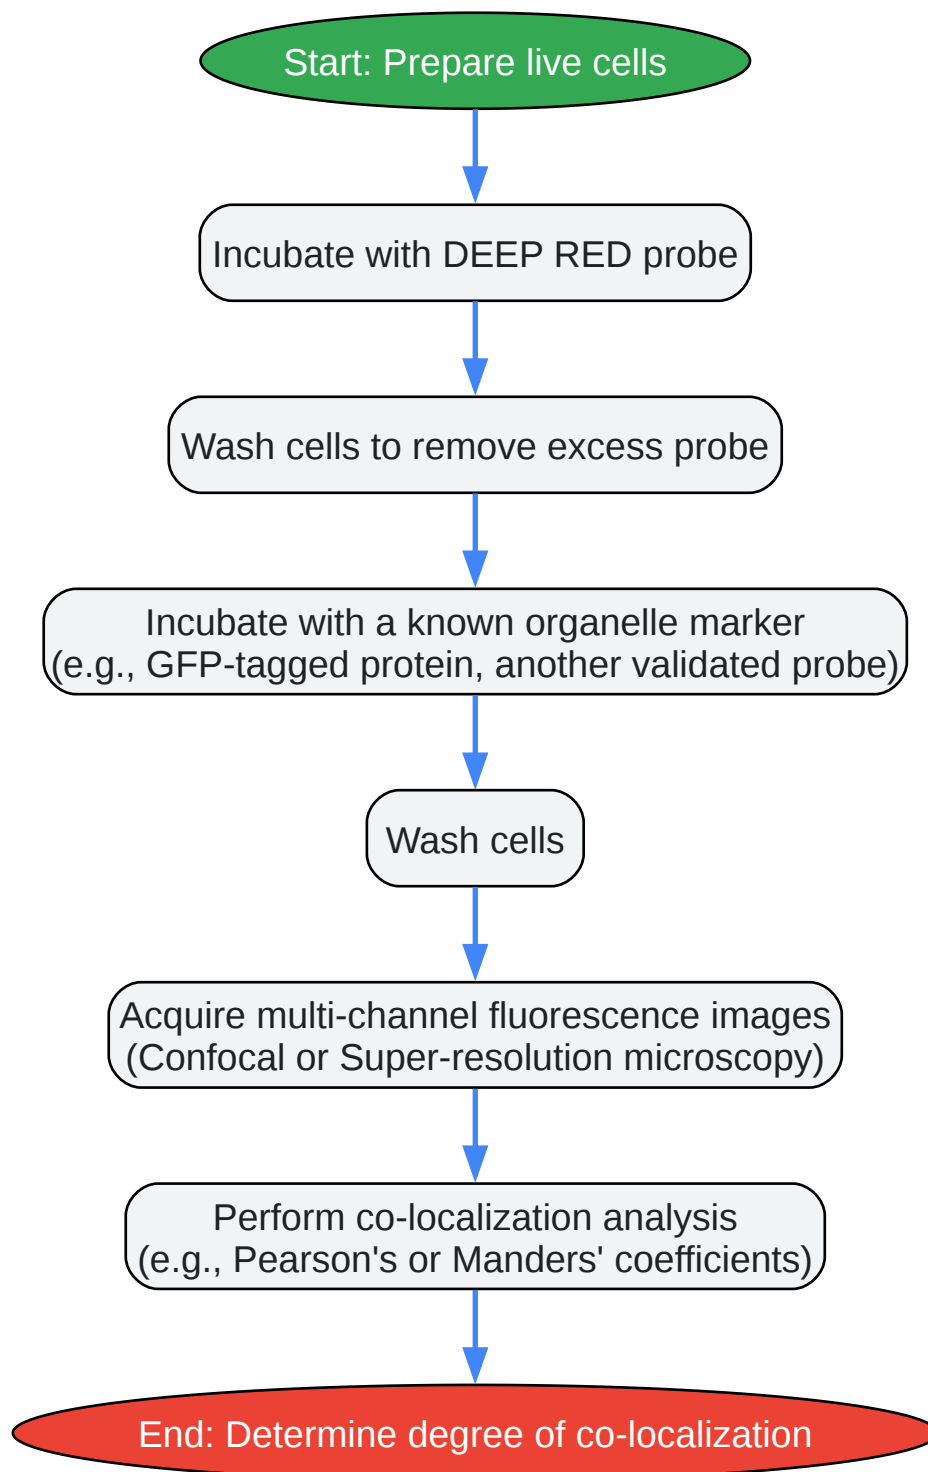 Start: Prepare live cells
Incubate with DEEP RED probe
Wash cells to remove excess probe
Incubate with a known organelle marker
(e.g., GFP-tagged protein, another validated probe)
Wash cells
Acquire multi-channel fluorescence images
(Confocal or Super-resolution microscopy)
Perform co-localization analysis
(e.g., Pearson's or Manders' coefficients)
End: Determine degree of co-localization